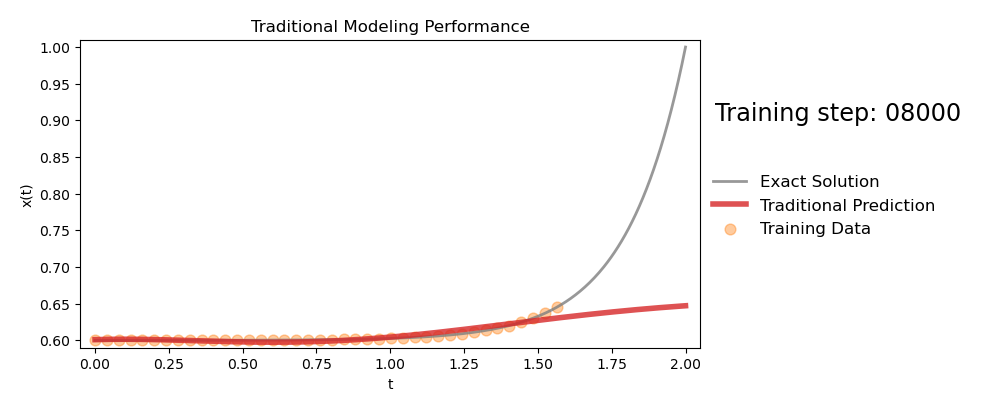 Traditional Modeling Performance
1.00
0.95
0.90
0.85
0.80
0.75
0.70
0.65
0.60
x(t)
0.00 0.25 0.50 0.75 1.00 1.25 1.50 1.75 2.00
t
Training step: 08000
Exact Solution
Traditional Prediction
Training Data